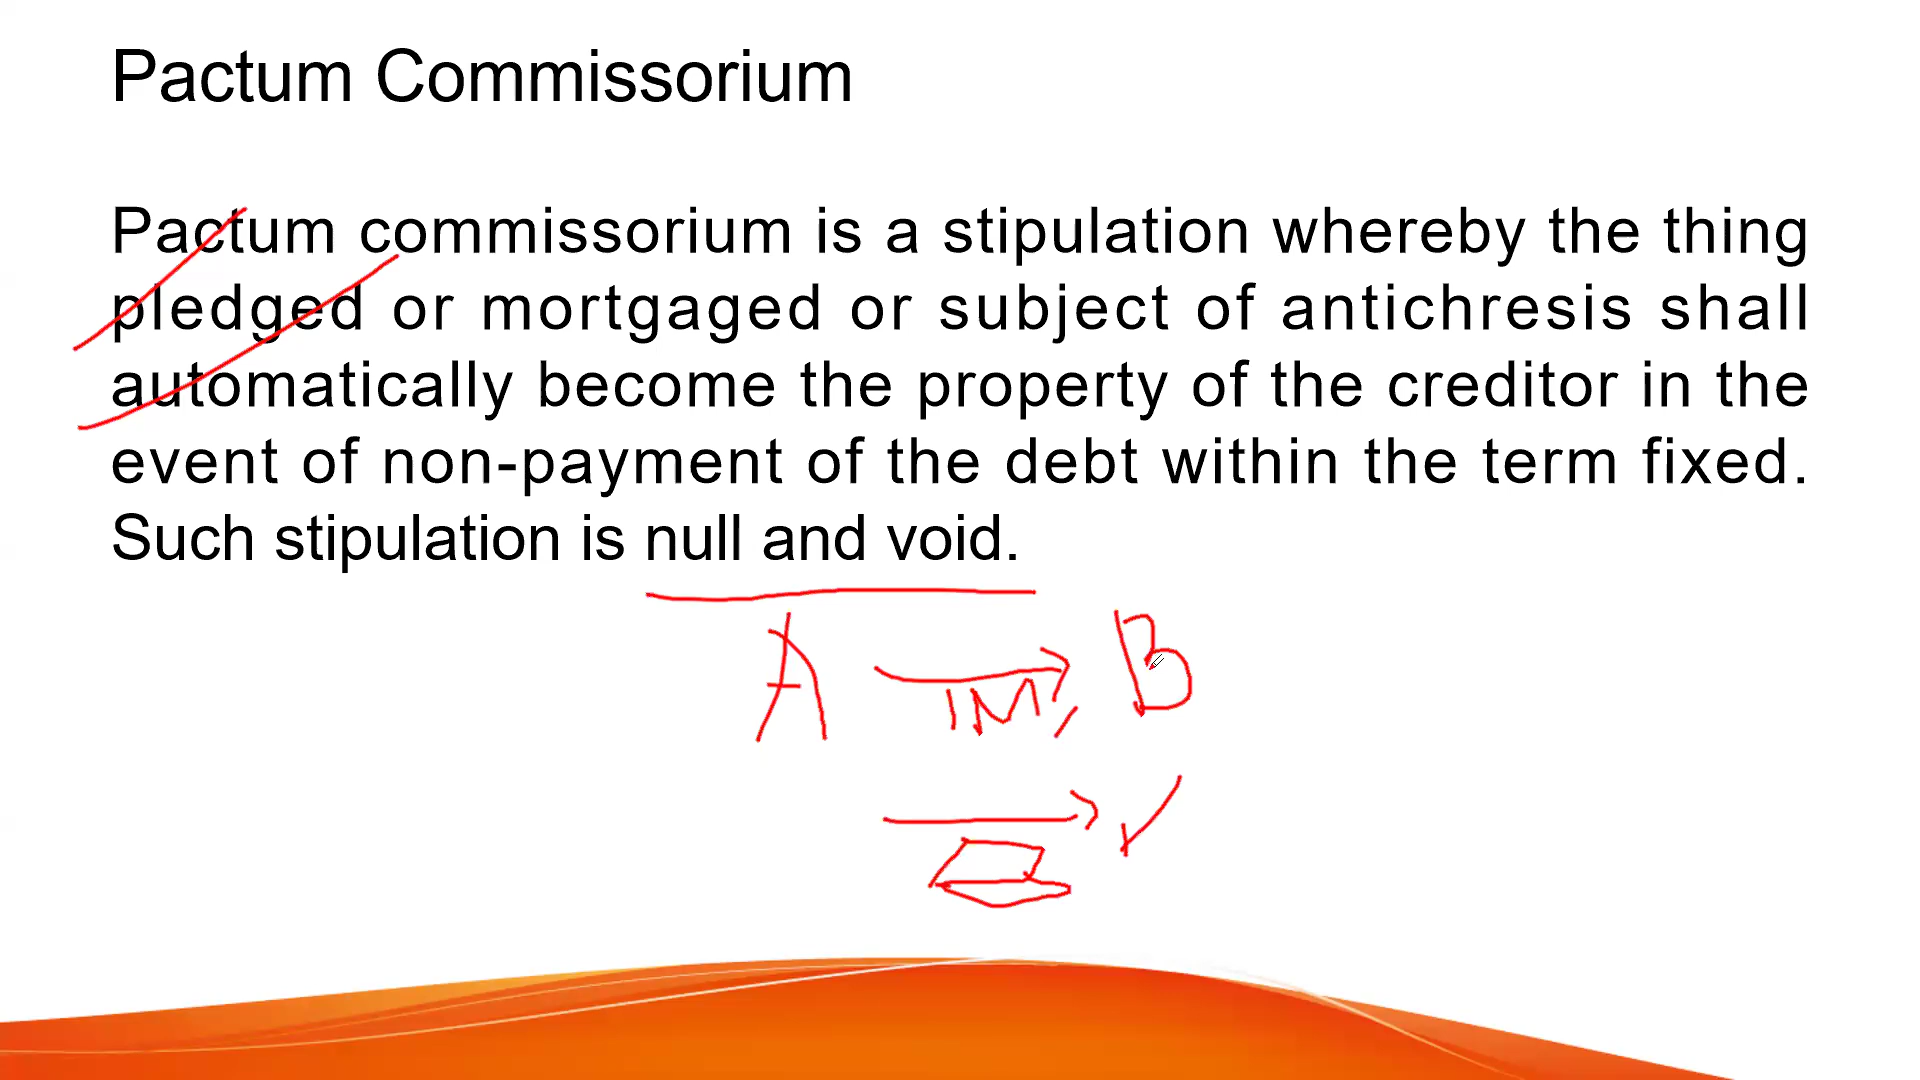 Pactum Commissorium
Pactum commissorium is a stipulation whereby the thing
pledged or mortgaged or subject of antichresis shall
automatically become the property of the creditor in the
event of non-payment of the debt within the term fixed.
Such stipulation is null and void.
A B
1M